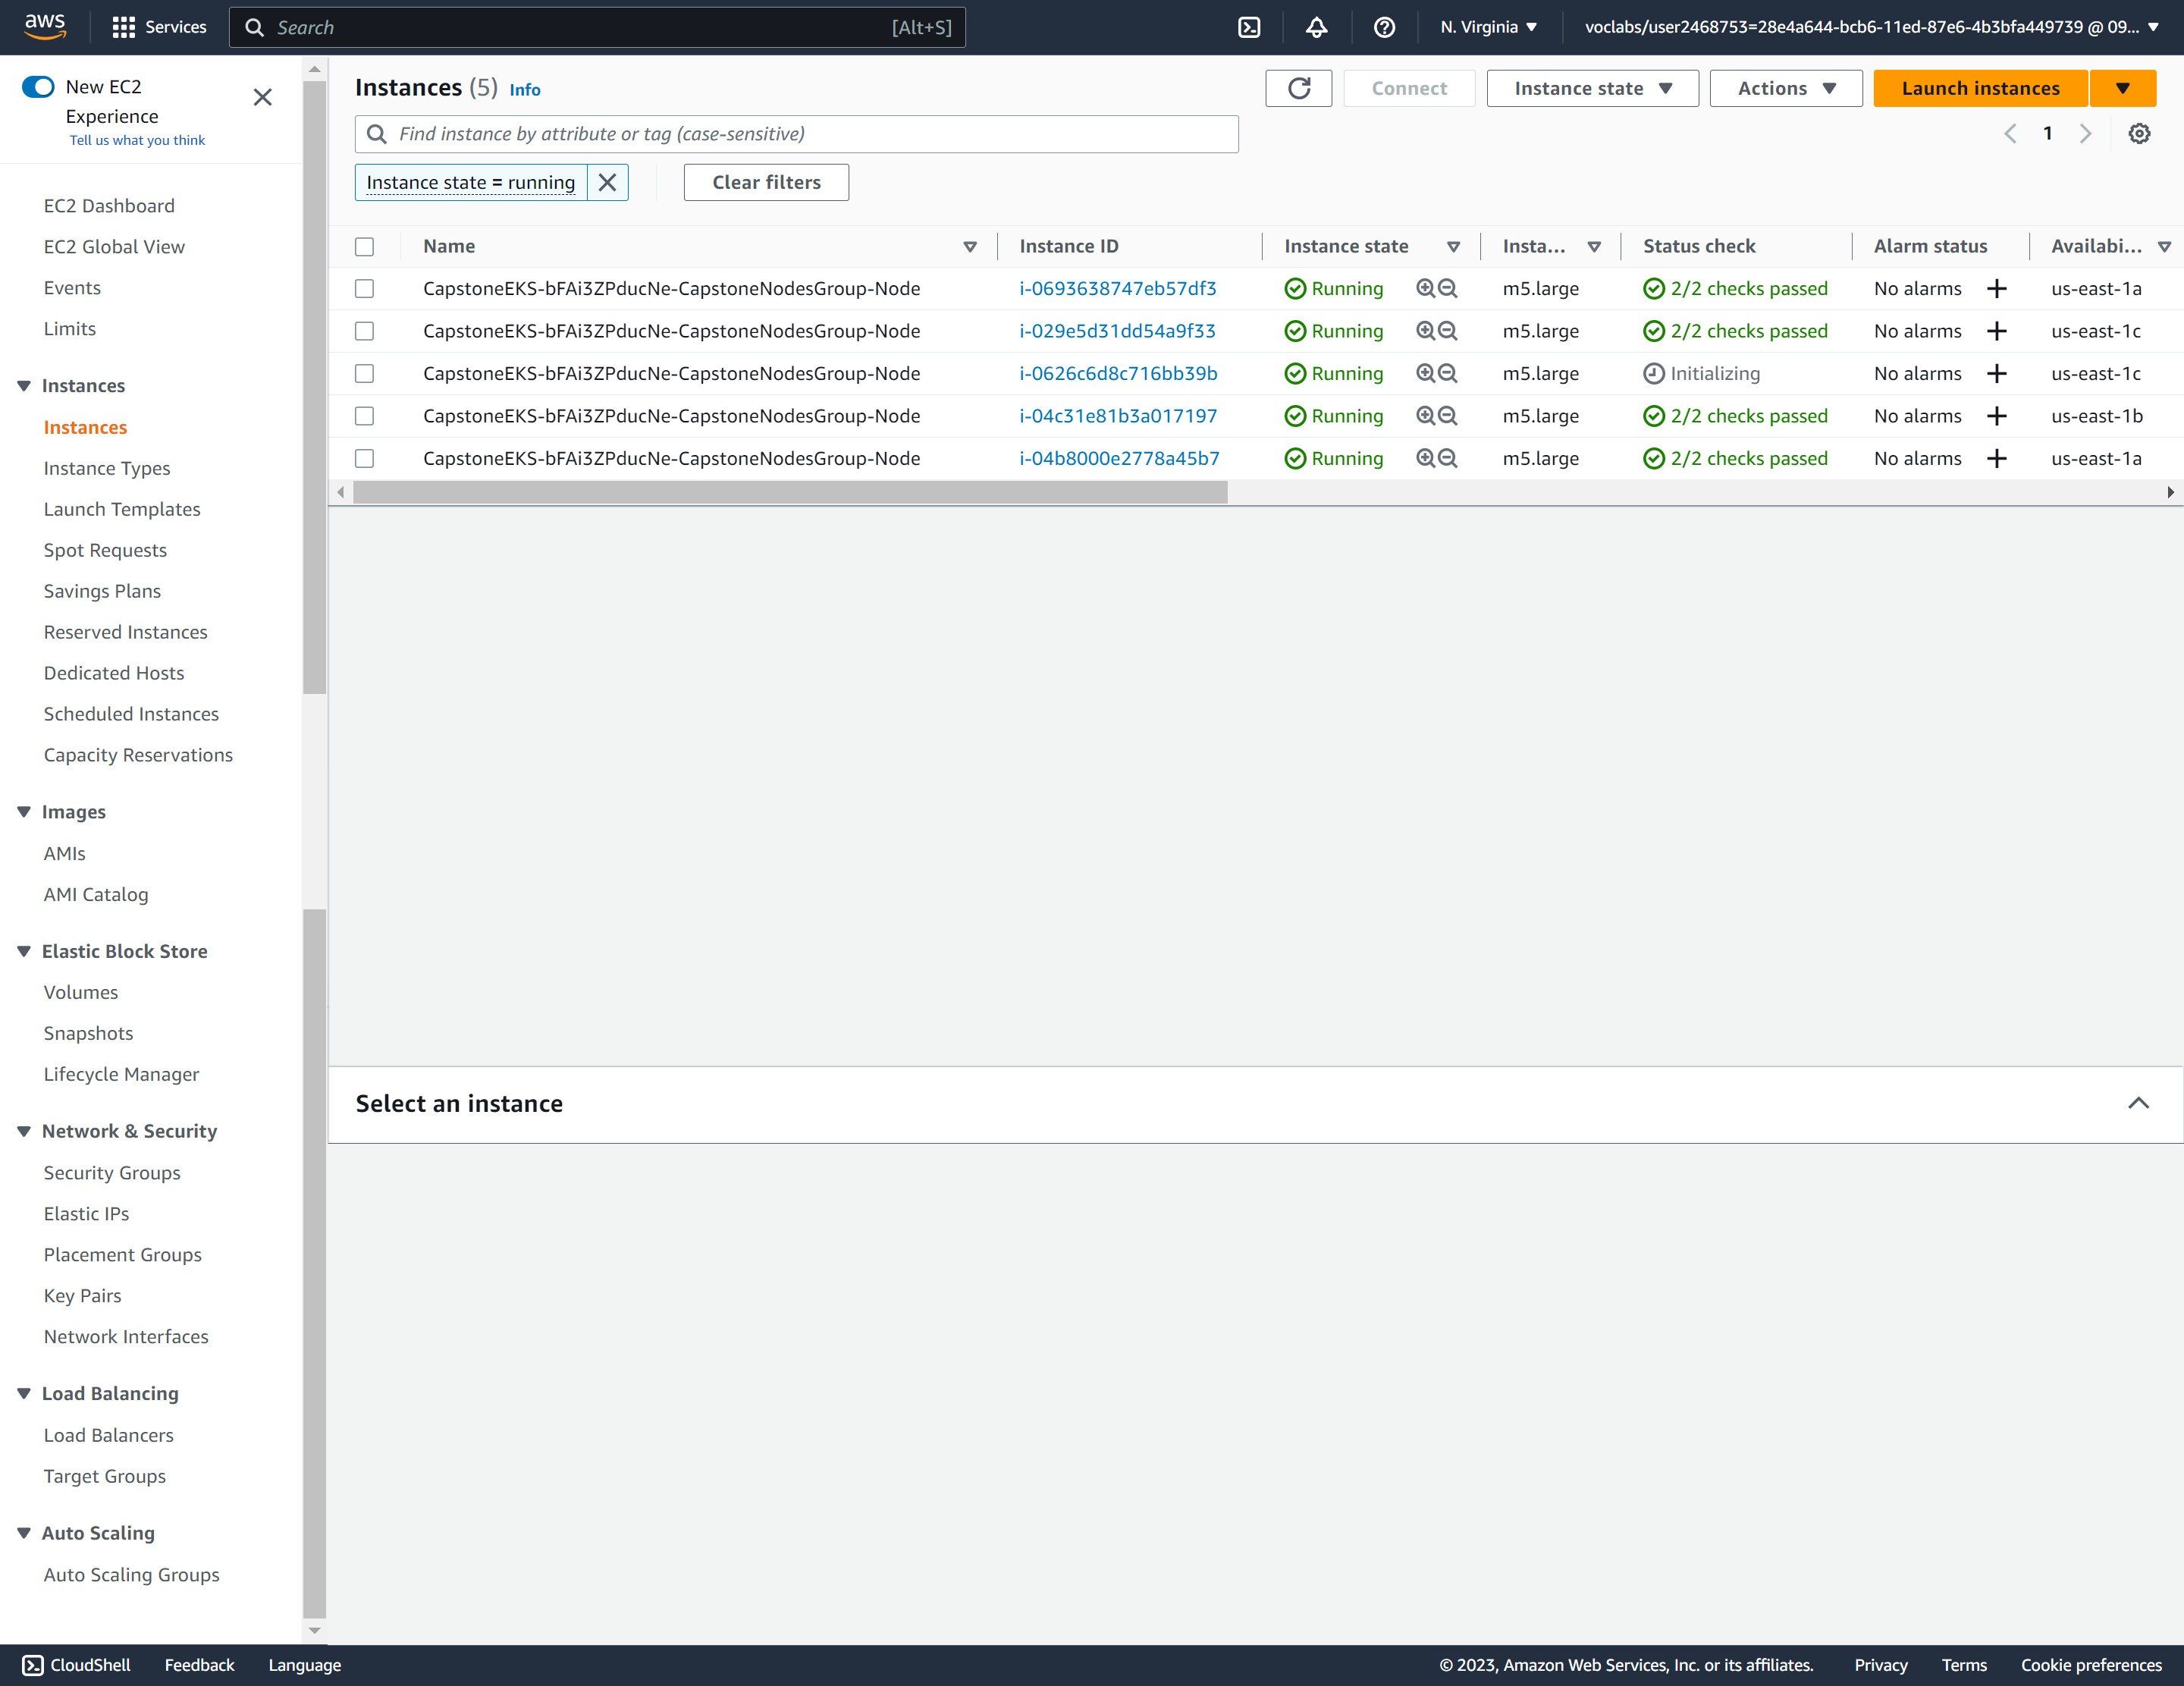 aws
Services
Search
[Alt+S]
N. Virginia
voclabs/user2468753=28e4a644-bcb6-11ed-87e6-4b3bfa449739 @ 09...
New EC2
Experience
Tell us what you think
EC2 Dashboard
EC2 Global View
Events
Limits
Instances
Instances
Instance Types
Launch Templates
Spot Requests
Savings Plans
Reserved Instances
Dedicated Hosts
Scheduled Instances
Capacity Reservations
Images
AMIs
AMI Catalog
Elastic Block Store
Volumes
Snapshots
Lifecycle Manager
Network & Security
Security Groups
Elastic IPs
Placement Groups
Key Pairs
Network Interfaces
Load Balancing
Load Balancers
Target Groups
Auto Scaling
Auto Scaling Groups
Instances (5) Info
Connect
Instance state
Actions
Launch instances
Find instance by attribute or tag (case-sensitive)
1
Instance state = running
Clear filters
Name Instance ID Instance state Insta... Status check Alarm status Availabi...
CapstoneEKS-bFAi3ZPducNe-CapstoneNodesGroup-Node i-0693638747eb57df3 Running m5.large 2/2 checks passed No alarms us-east-1a
CapstoneEKS-bFAi3ZPducNe-CapstoneNodesGroup-Node i-029e5d31dd54a9f33 Running m5.large 2/2 checks passed No alarms us-east-1c
CapstoneEKS-bFAi3ZPducNe-CapstoneNodesGroup-Node i-0626c6d8c716bb39b Running m5.large Initializing No alarms us-east-1c
CapstoneEKS-bFAi3ZPducNe-CapstoneNodesGroup-Node i-04c31e81b3a017197 Running m5.large 2/2 checks passed No alarms us-east-1b
CapstoneEKS-bFAi3ZPducNe-CapstoneNodesGroup-Node i-04b8000e2778a45b7 Running m5.large 2/2 checks passed No alarms us-east-1a
Select an instance
CloudShell Feedback Language © 2023, Amazon Web Services, Inc. or its affiliates. Privacy Terms Cookie preferences